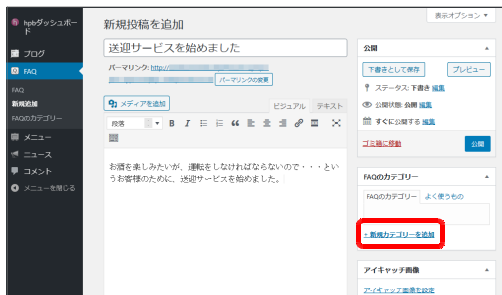 hpbダッシュボー
ド
ブログ
FAQ
FAQ
新規追加
FAQのカテゴリー
メニュー
ニュース
コメント
メニューを閉じる
表示オプション ▼
新規投稿を追加
送迎サービスを始めました
パーマリンク: http://
パーマリンクの変更
メディアを追加
ビジュアル テキスト
段落 B I
お酒を楽しみたいが、運転をしなければならないので・・・とい
うお客様のために、送迎サービスを始めました。
公開
下書きとして保存 プレビュー
ステータス: 下書き 編集
公開状態: 公開 編集
すぐに公開する 編集
ゴミ箱に移動 公開
FAQのカテゴリー
FAQのカテゴリー よく使うもの
+ 新規カテゴリーを追加
アイキャッチ画像
アイキャッチ画像を設定